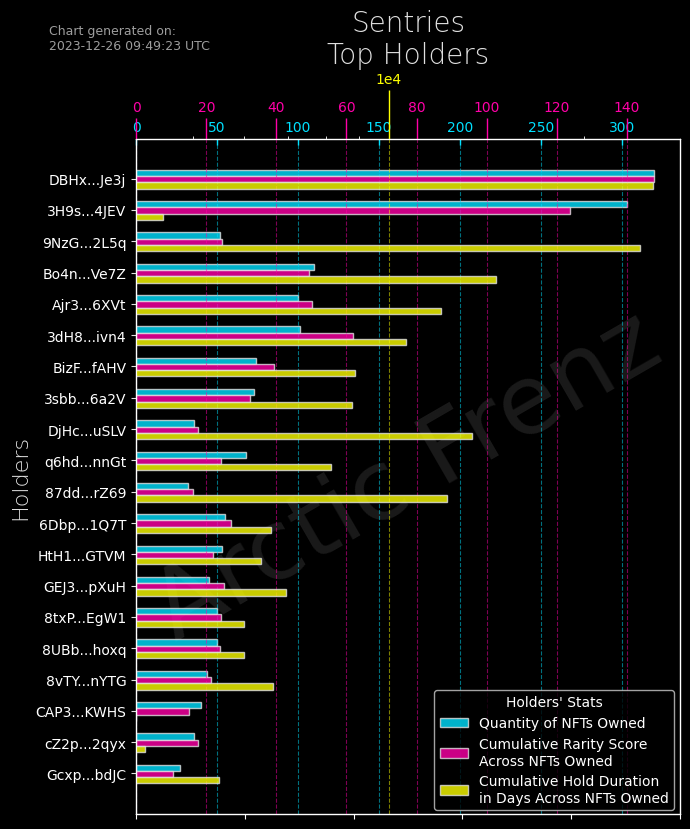 Chart generated on:
2023-12-26 09:49:23 UTC
Sentries
Top Holders
1e4
0 20 40 60 80 100 120 140
0 50 100 150 200 250 300
Holders
DBHx...Je3j
3H9s...4JEV
9NzG...2L5q
Bo4n...Ve7Z
Ajr3...6XVt
3dH8...ivn4
BizF...fAHV
3sbb...6a2V
DjHc...uSLV
q6hd...nnGt
87dd...rZ69
6Dbp...1Q7T
HtH1...GTVM
GEJ3...pXuH
8txP...EgW1
8UBb...hoxq
8vTY...nYTG
CAP3...KWHS
cZ2p...2qyx
Gcxp...bdJC
Arctic Frenz
Holders' Stats
Quantity of NFTs Owned
Cumulative Rarity Score
Across NFTs Owned
Cumulative Hold Duration
in Days Across NFTs Owned